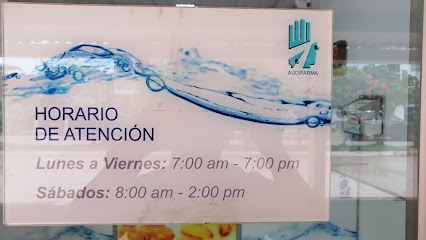 AUDIFARMA
HORARIO
DE ATENCIÓN
Lunes a Viernes: 7:00 am - 7:00 pm
Sábados: 8:00 am - 2:00 pm